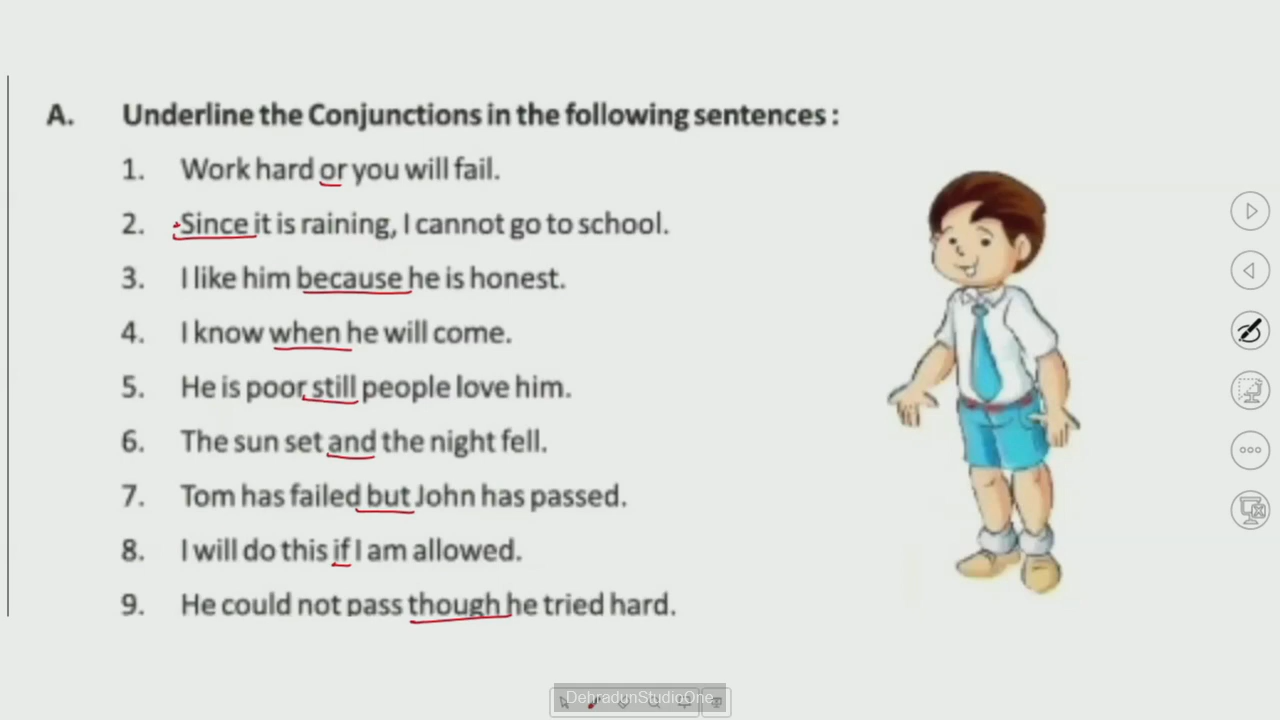 A. Underline the Conjunctions in the following sentences :
1. Work hard or you will fail.
2. Since it is raining, I cannot go to school.
3. I like him because he is honest.
4. I know when he will come.
5. He is poor still people love him.
6. The sun set and the night fell.
7. Tom has failed but John has passed.
8. I will do this if I am allowed.
9. He could not pass though he tried hard.
DehradunStudioOne